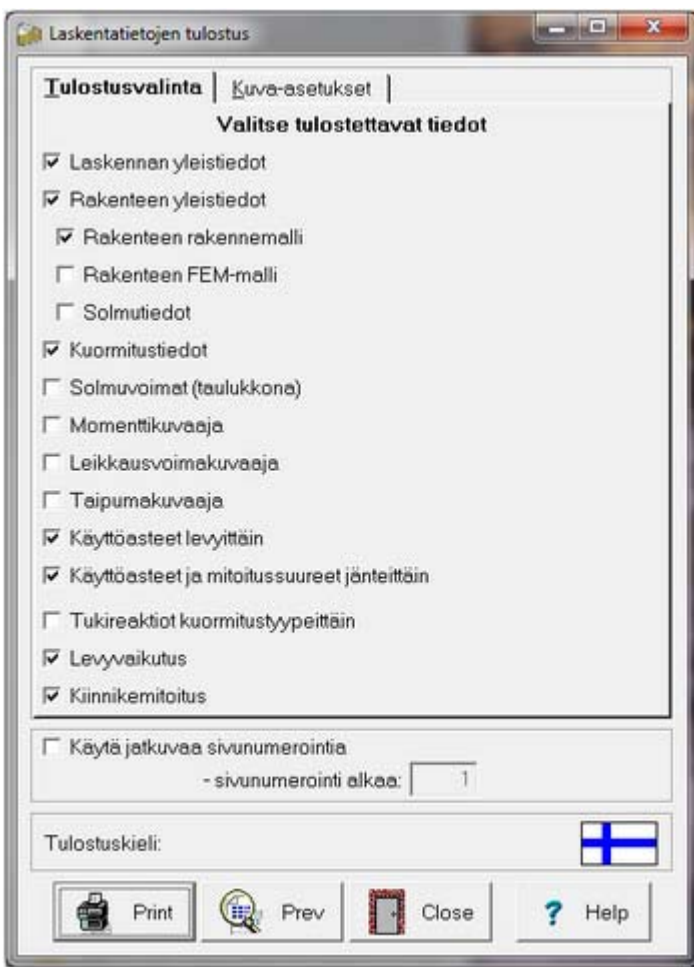 Laskentatietojen tulostus
Tulostusvalinta
Kuva-asetukset
Valitse tulostettavat tiedot
Laskennan yleistiedot
Rakenteen yleistiedot
Rakenteen rakennemalli
Rakenteen FEM-malli
Solmutiedot
Kuormitustiedot
Solmuvoimat (taulukkona)
Momenttikuvaaja
Leikkausvoimakuvaaja
Taipumakuvaaja
Käyttöasteet levyittäin
Käyttöasteet ja mitoitussuureet jänteittäin
Tukireaktiot kuormitustyypeittäin
Levyvaikutus
Kiinnikemitoitus
Käytä jatkuvaa sivunumerointia
- sivunumerointi alkaa: 1
Tulostuskieli:
Print
Prev
Close
? Help